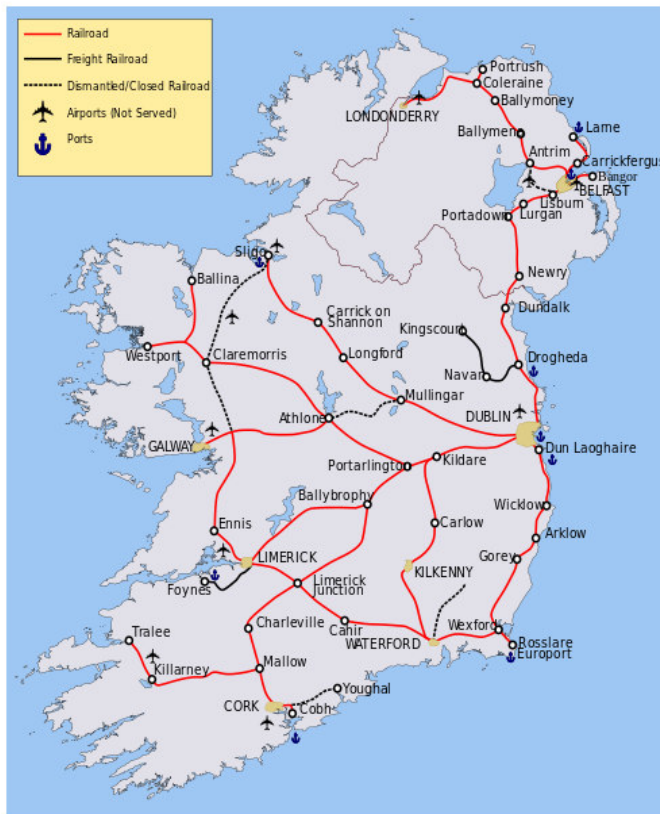 Railroad
Freight Railroad
Dismantled/Closed Railroad
Airports (Not Served)
Ports
Portrush
Coleraine
Ballymoney
LONDONDERRY
Ballymena
Larne
Antrim
Carrickfergus
Bangor
BELFAST
Lisburn
Lurgan
Portadown
Newry
Sligo
Ballina
Dundalk
Carrick on
Shannon
Kingscourt
Westport
Claremorris
Longford
Drogheda
Navan
Mullingar
Athlone
DUBLIN
GALWAY
Dun Laoghaire
Portarlington
Kildare
Ballybrophy
Wicklow
Ennis
Carlow
Arklow
LIMERICK
Gorey
Foynes
Limerick
Junction
KILKENNY
Charleville
Cahir
Wexford
Tralee
WATERFORD
Rosslare
Europort
Killarney
Mallow
Youghal
CORK
Cobh